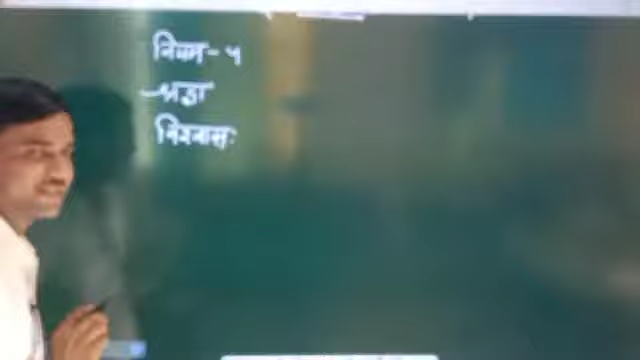 नियम- ५
श्रद्धा
विश्वासः